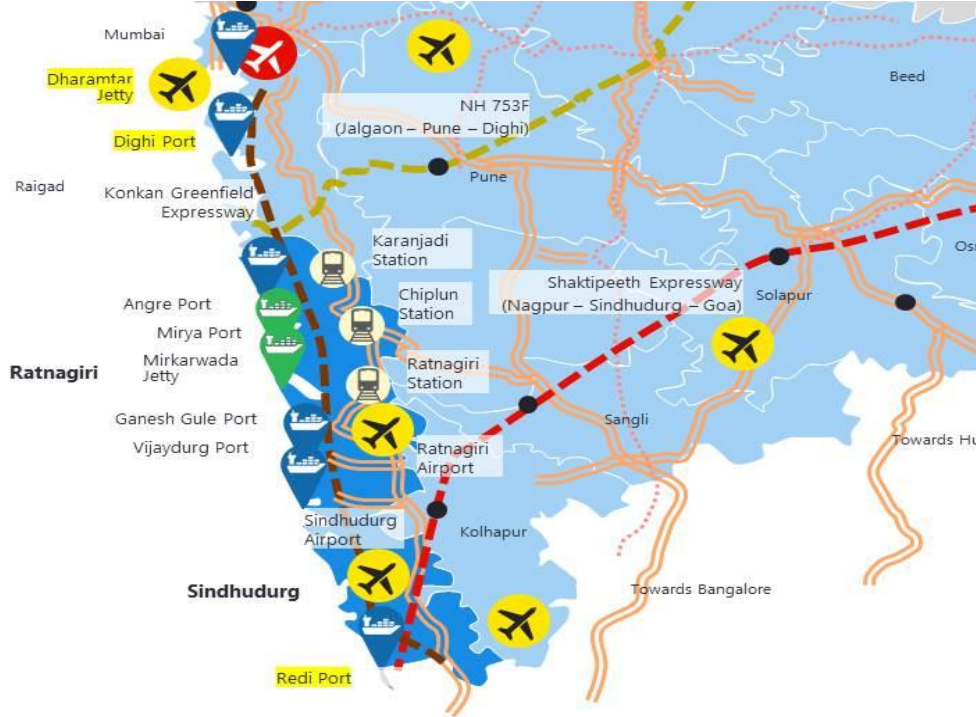 Mumbai
Beed
Dharamtar
Jetty
NH 753F
(Jalgaon – Pune – Dighi)
Dighi Port
Pune
Raigad
Konkan Greenfield
Expressway
Karanjadi
Station
Shaktipeeth Expressway
(Nagpur – Sindhudurg – Goa)
Solapur
Chiplun
Station
Angre Port
Mirya Port
Mirkarwada
Jetty
Ratnagiri
Ratnagiri
Station
Ganesh Gule Port
Sangli
Vijaydurg Port
Ratnagiri
Airport
Towards Hu
Sindhudurg
Airport
Kolhapur
Sindhudurg
Towards Bangalore
Redi Port